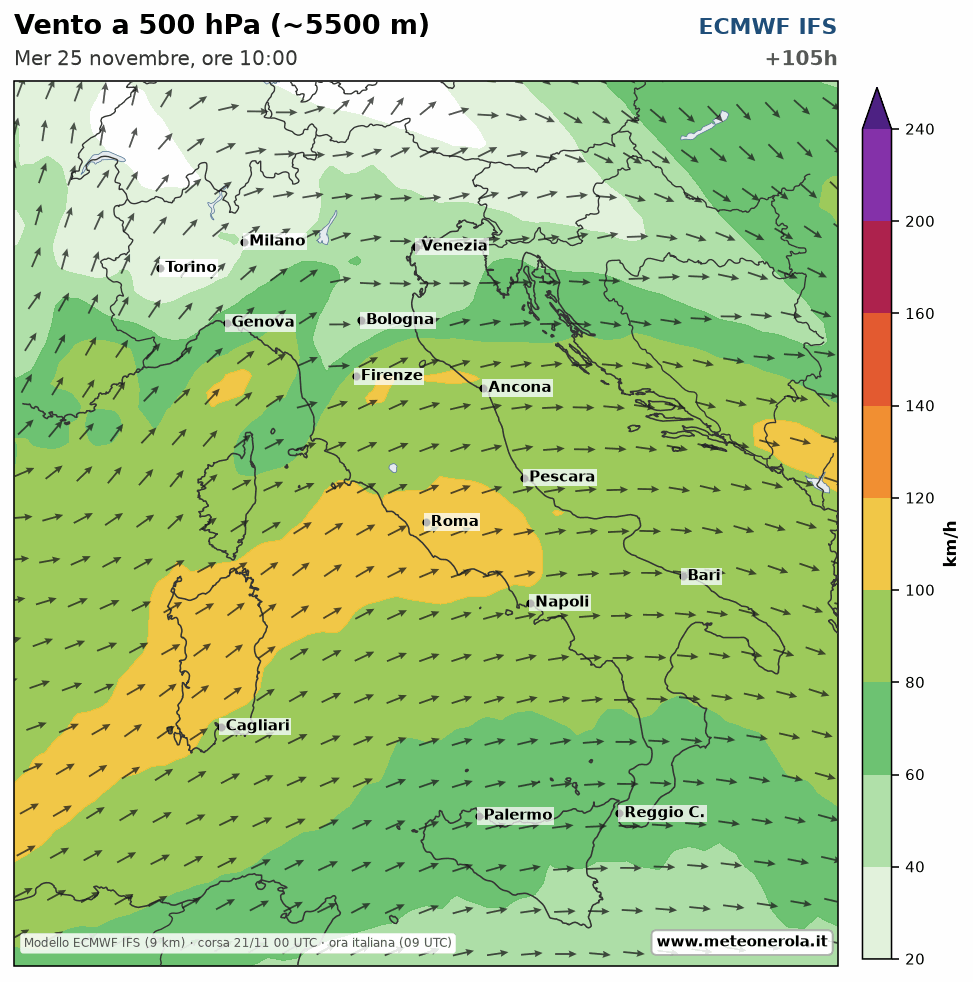 Vento a 500 hPa (~5500 m)
ECMWF IFS
Mer 25 novembre, ore 10:00
+105h
240
220
200
160
140
120
100
80
60
40
20
km/h
Milano
Venezia
Torino
Genova
Bologna
Firenze
Ancona
Pescara
Roma
Bari
Napoli
Cagliari
Palermo
Reggio C.
Modello ECMWF IFS (9 km) · corsa 21/11 00 UTC · ora italiana (09 UTC)
www.meteonerola.it